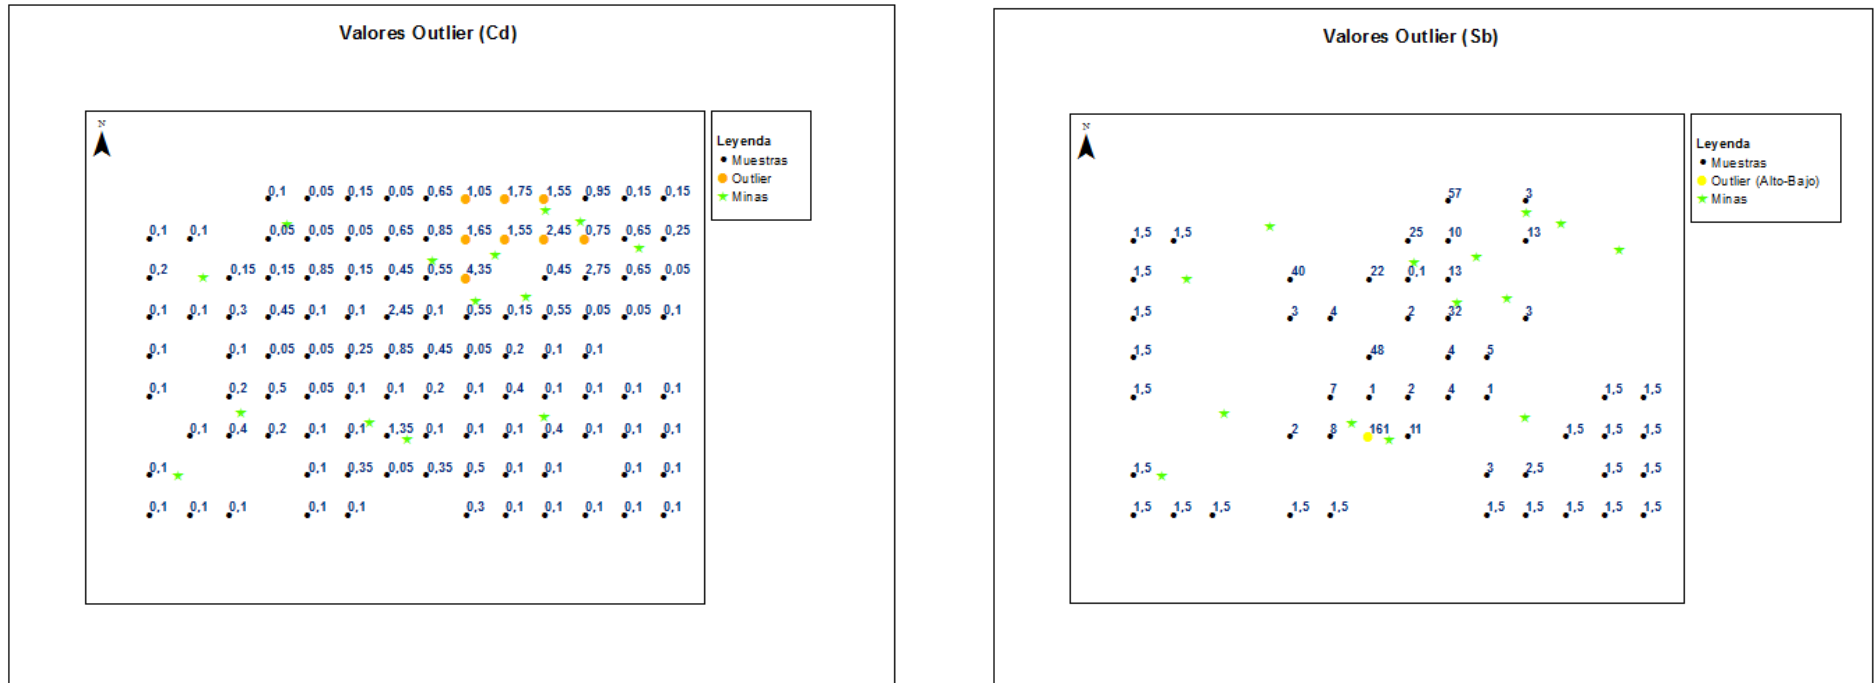 Valores Outlier (Cd)
N
Leyenda
Muestras
Outlier
Minas
0,1 0,05 0,15 0,05 0,65 1,05 1,75 1,55 0,95 0,15 0,15
0,1 0,1 0,05 0,05 0,05 0,65 0,85 1,65 1,55 2,45 0,75 0,65 0,25
0,2 0,15 0,15 0,85 0,15 0,45 0,55 4,35 0,45 2,75 0,65 0,05
0,1 0,1 0,3 0,45 0,1 0,1 2,45 0,1 0,55 0,15 0,55 0,05 0,05 0,1
0,1 0,1 0,05 0,05 0,25 0,85 0,45 0,05 0,2 0,1 0,1
0,1 0,2 0,5 0,05 0,1 0,1 0,2 0,1 0,4 0,1 0,1 0,1 0,1
0,1 0,4 0,2 0,1 0,1 1,35 0,1 0,1 0,1 0,4 0,1 0,1 0,1
0,1 0,1 0,35 0,05 0,35 0,5 0,1 0,1 0,1 0,1
0,1 0,1 0,1 0,1 0,1 0,3 0,1 0,1 0,1 0,1 0,1
Valores Outlier (Sb)
N
Leyenda
Muestras
Outlier (Alto-Bajo)
Minas
57 3
1,5 1,5 25 10 13
1,5 40 22 0,1 13
1,5 3 4 2 32 3
1,5 48 4 5
1,5 7 1 2 4 1 1,5 1,5
2 8 161 11 1,5 1,5 1,5
1,5 3 2,5 1,5 1,5
1,5 1,5 1,5 1,5 1,5 1,5 1,5 1,5 1,5 1,5